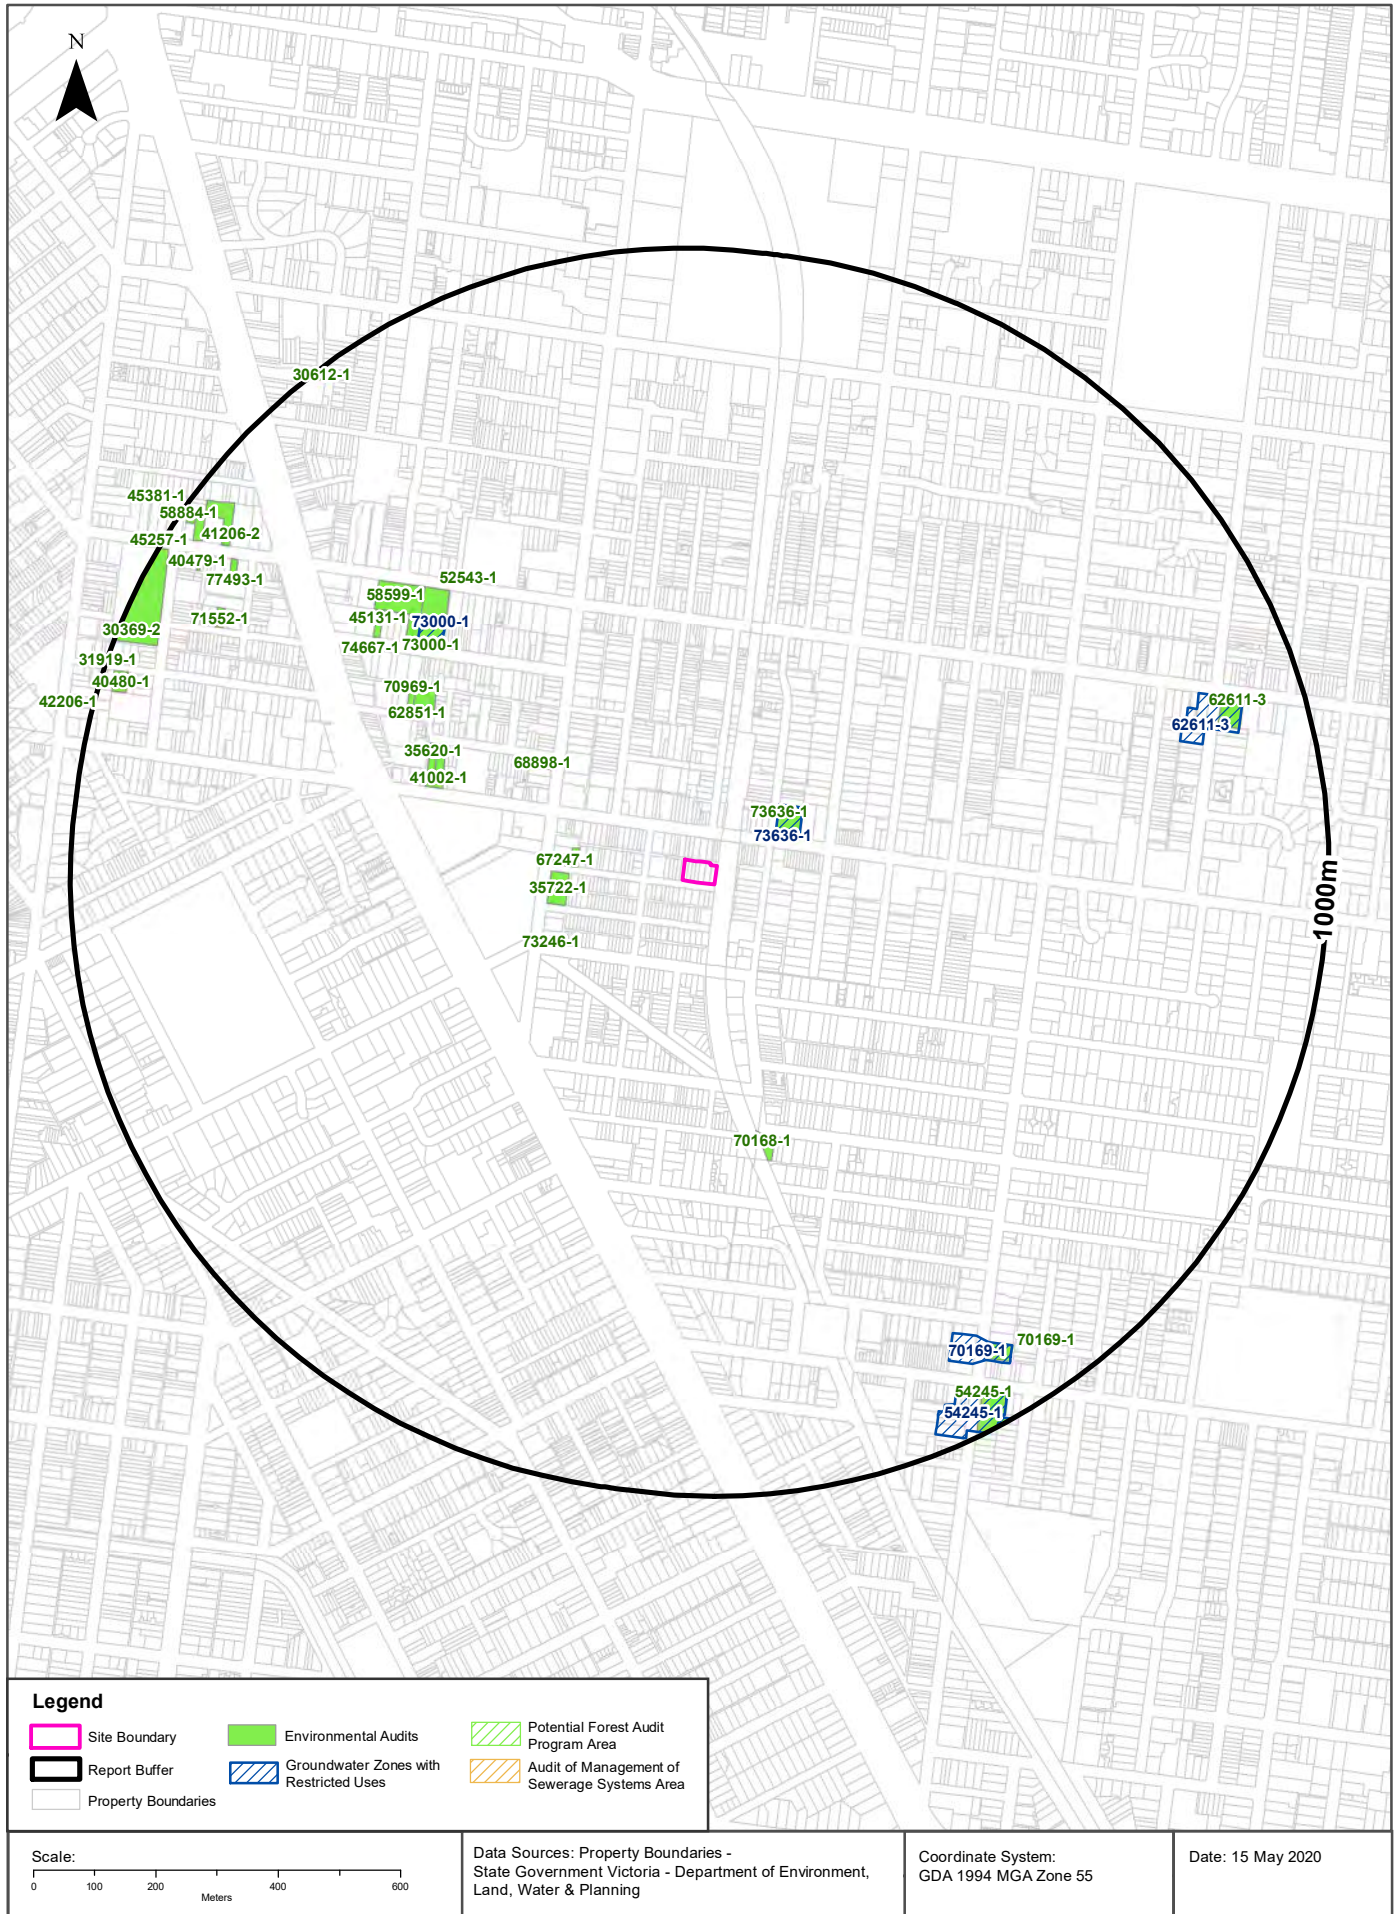 N
30612-1
45381-1
58884-1
41206-2
45257-1
40479-1
77493-1
52543-1
58599-1
45131-1
73000-1
71552-1
30369-2
74667-1
73000-1
31919-1
40480-1
42206-1
70969-1
62851-1
62611-3
62611-3
35620-1
68898-1
41002-1
73636-1
73636-1
67247-1
35722-1
1000m
73246-1
70168-1
70169-1
70169-1
54245-1
54245-1
Legend
Site Boundary
Report Buffer
Property Boundaries
Environmental Audits
Groundwater Zones with
Restricted Uses
Potential Forest Audit
Program Area
Audit of Management of
Sewerage Systems Area
Scale:
0 100 200 400 600
Meters
Data Sources: Property Boundaries -
State Government Victoria - Department of Environment,
Land, Water & Planning
Coordinate System:
GDA 1994 MGA Zone 55
Date: 15 May 2020